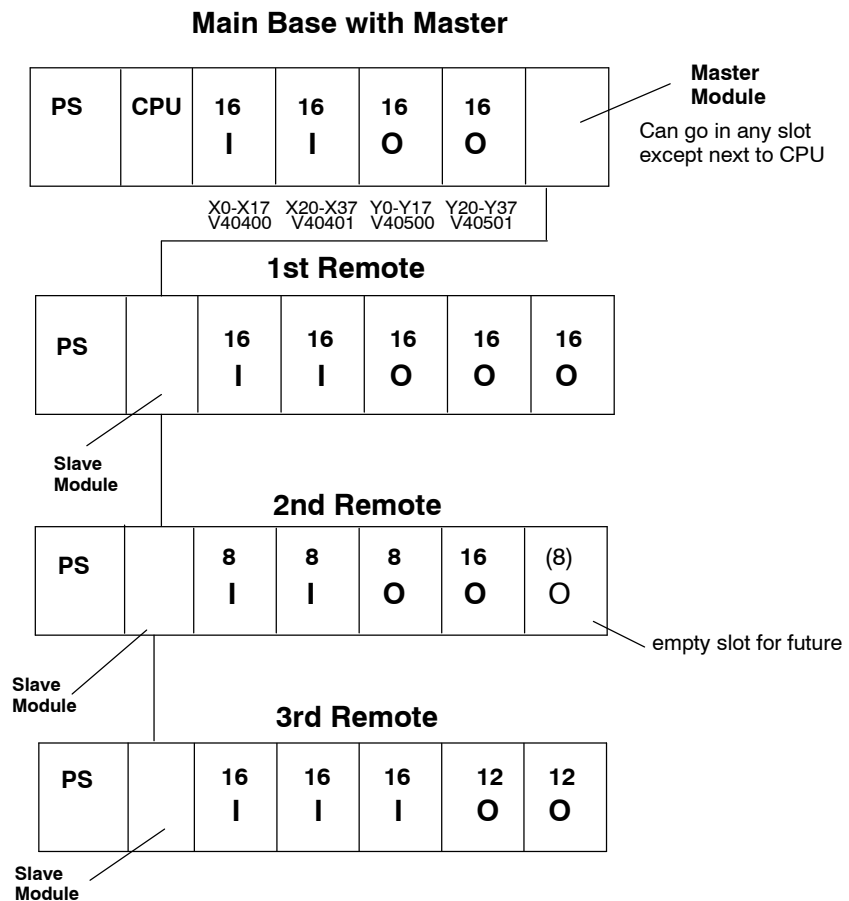 Main Base with Master
PS CPU 16 16 16 16
I I O O
Master
Module
Can go in any slot
except next to CPU
X0-X17 X20-X37 Y0-Y17 Y20-Y37
V40400 V40401 V40500 V40501
1st Remote
PS 16 16 16 16 16
I I O O O
Slave
Module
2nd Remote
PS 8 8 8 16 (8)
I I O O O
empty slot for future
Slave
Module
3rd Remote
PS 16 16 16 12 12
I I I O O
Slave
Module